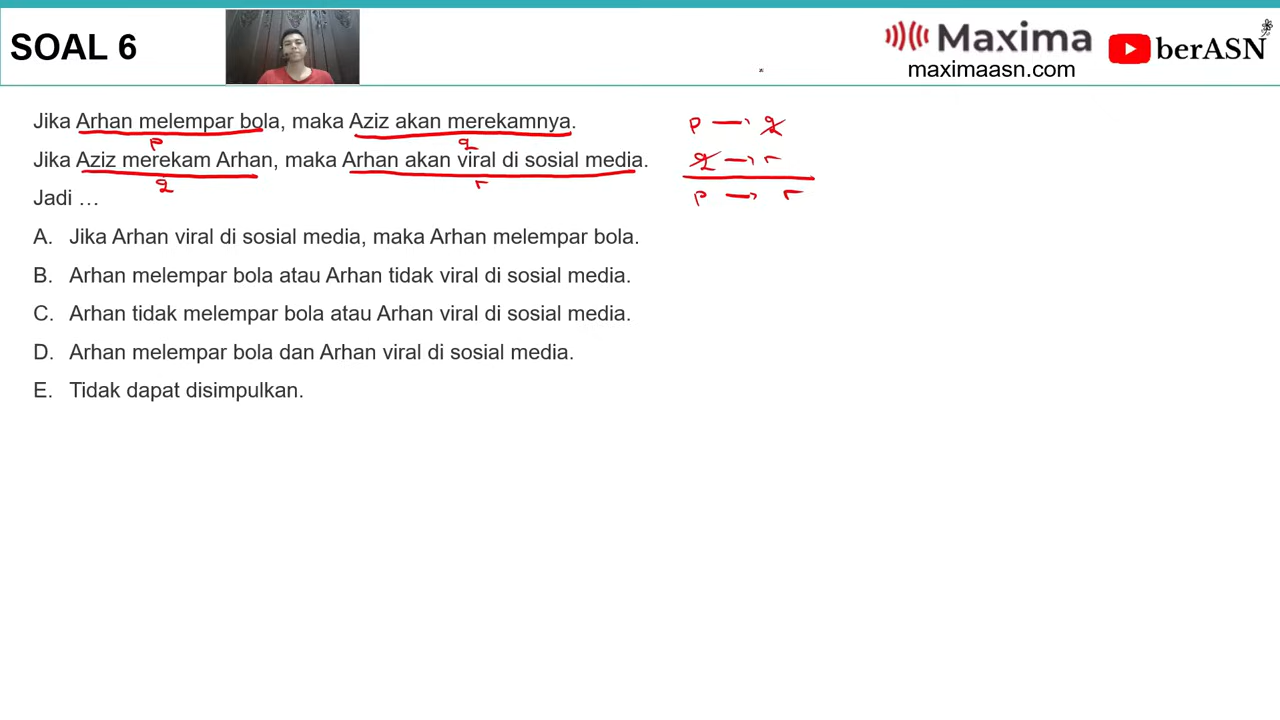 SOAL 6
Maxima
berASN
maximaasn.com
Jika Arhan melempar bola, maka Aziz akan merekamnya.
p q
p → q
Jika Aziz merekam Arhan, maka Arhan akan viral di sosial media.
q r
q → r
Jadi ...
p → r
A. Jika Arhan viral di sosial media, maka Arhan melempar bola.
B. Arhan melempar bola atau Arhan tidak viral di sosial media.
C. Arhan tidak melempar bola atau Arhan viral di sosial media.
D. Arhan melempar bola dan Arhan viral di sosial media.
E. Tidak dapat disimpulkan.